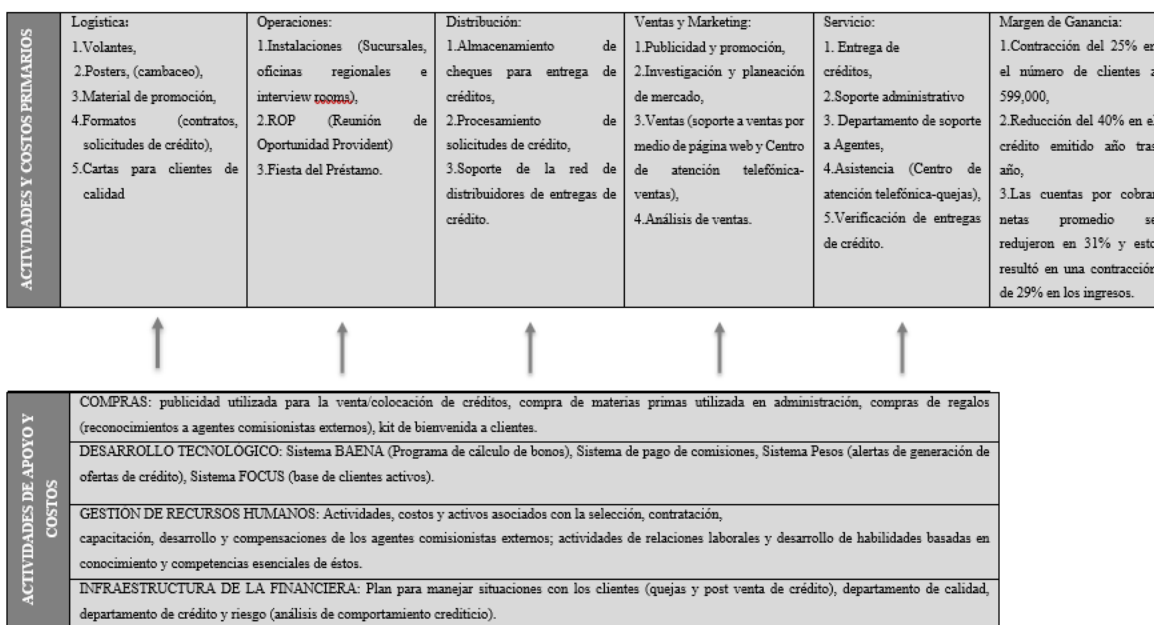 ACTIVIDADES Y COSTOS PRIMARIOS
Logística:
1.Volantes,
2.Posters, (cambaceo),
3.Material de promoción,
4.Formatos (contratos,
solicitudes de crédito),
5.Cartas para clientes de
calidad
Operaciones:
1.Instalaciones (Sucursales,
oficinas regionales e
interview rooms),
2.ROP (Reunión de
Oportunidad Provident)
3.Fiesta del Préstamo.
Distribución:
1.Almacenamiento de
cheques para entrega de
créditos,
2.Procesamiento de
solicitudes de crédito,
3.Soporte de la red de
distribuidores de entregas de
crédito.
Ventas y Marketing:
1.Publicidad y promoción,
2.Investigación y planeación
de mercado,
3.Ventas (soporte a ventas por
medio de página web y Centro
de atención telefónica-
ventas),
4.Análisis de ventas.
Servicio:
1. Entrega de
créditos,
2.Soporte administrativo
3. Departamento de soporte
a Agentes,
4.Asistencia (Centro de
atención telefónica-quejas),
5.Verificación de entregas
de crédito.
Margen de Ganancia:
1.Contracción del 25% en
el número de clientes a
599,000,
2.Reducción del 40% en el
crédito emitido año tras
año,
3.Las cuentas por cobrar
netas promedio se
redujeron en 31% y esto
resultó en una contracción
de 29% en los ingresos.
ACTIVIDADES DE APOYO Y
COSTOS
COMPRAS: publicidad utilizada para la venta/colocación de créditos, compra de materias primas utilizada en administración, compras de regalos
(reconocimientos a agentes comisionistas externos), kit de bienvenida a clientes.
DESARROLLO TECNOLÓGICO: Sistema BAENA (Programa de cálculo de bonos), Sistema de pago de comisiones, Sistema Pesos (alertas de generación de
ofertas de crédito), Sistema FOCUS (base de clientes activos).
GESTIÓN DE RECURSOS HUMANOS: Actividades, costos y activos asociados con la selección, contratación,
capacitación, desarrollo y compensaciones de los agentes comisionistas externos; actividades de relaciones laborales y desarrollo de habilidades basadas en
conocimiento y competencias esenciales de éstos.
INFRAESTRUCTURA DE LA FINANCIERA: Plan para manejar situaciones con los clientes (quejas y post venta de crédito), departamento de calidad,
departamento de crédito y riesgo (análisis de comportamiento crediticio).